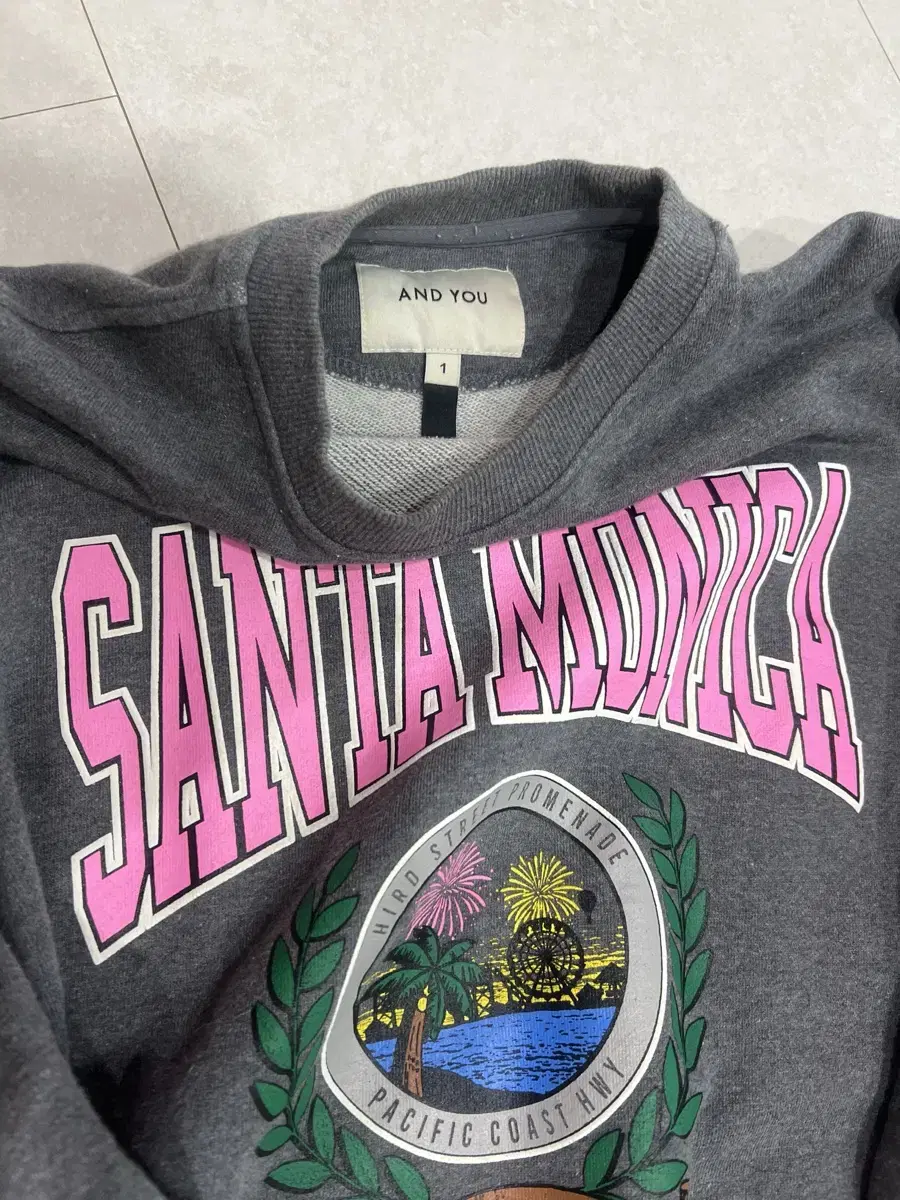 AND YOU
1
SANTA MONICA
HIRD STREET PROMENADE
PACIFIC COAST HWY